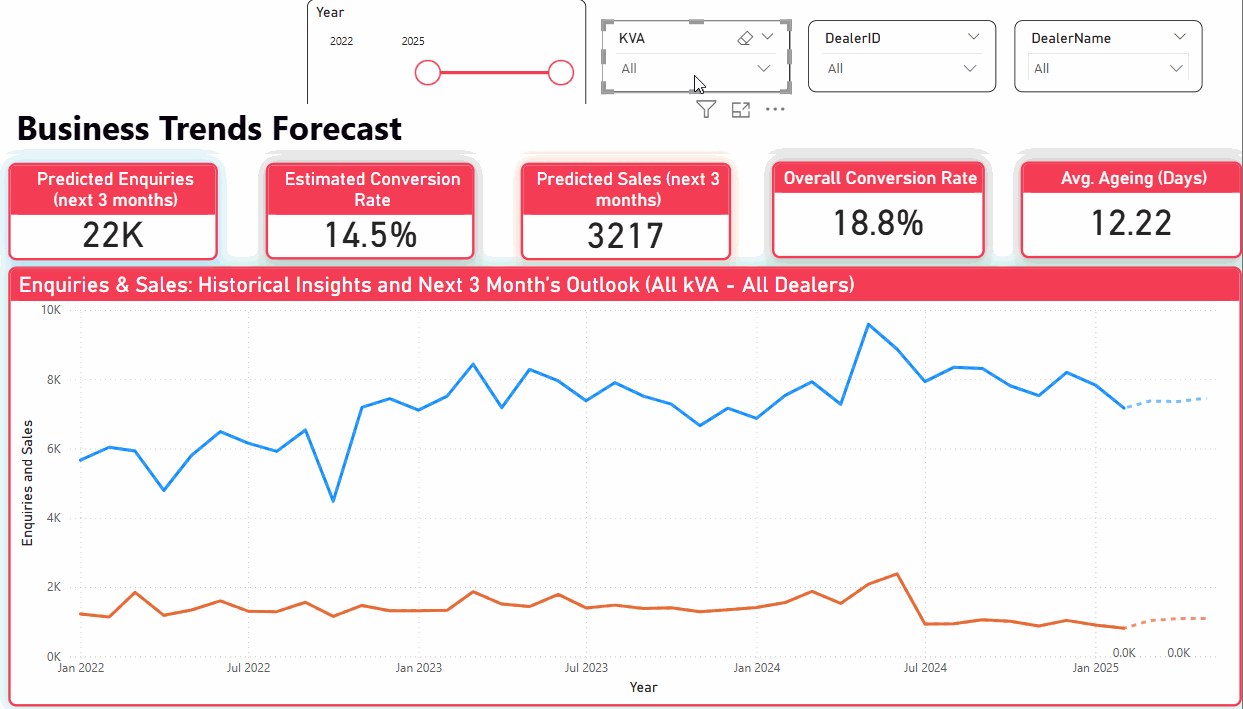 Year
2022 2025
KVA
All
DealerID
All
DealerName
All
Business Trends Forecast
Predicted Enquiries
(next 3 months)
22K
Estimated Conversion
Rate
14.5%
Predicted Sales (next 3
months)
3217
Overall Conversion Rate
18.8%
Avg. Ageing (Days)
12.22
Enquiries & Sales: Historical Insights and Next 3 Month's Outlook (All kVA - All Dealers)
10K
8K
6K
4K
2K
0K
Enquiries and Sales
0.0K 0.0K
Jan 2022 Jul 2022 Jan 2023 Jul 2023 Jan 2024 Jul 2024 Jan 2025
Year